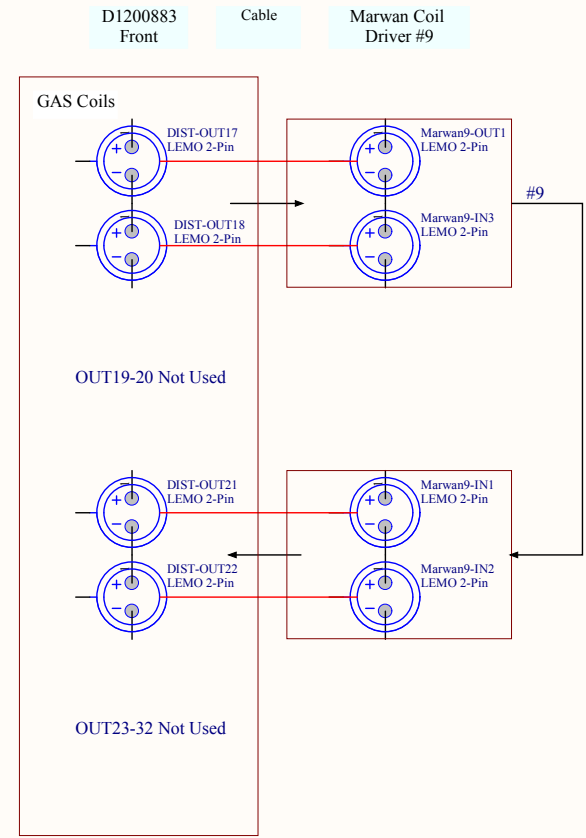 D1200883
Front
Cable
Marwan Coil
Driver #9
GAS Coils
DIST-OUT17
LEMO 2-Pin
+
−
Marwan9-OUT1
LEMO 2-Pin
+
−
#9
DIST-OUT18
LEMO 2-Pin
+
−
Marwan9-IN3
LEMO 2-Pin
+
−
OUT19-20 Not Used
DIST-OUT21
LEMO 2-Pin
+
−
Marwan9-IN1
LEMO 2-Pin
+
−
DIST-OUT22
LEMO 2-Pin
+
−
Marwan9-IN2
LEMO 2-Pin
+
−
OUT23-32 Not Used